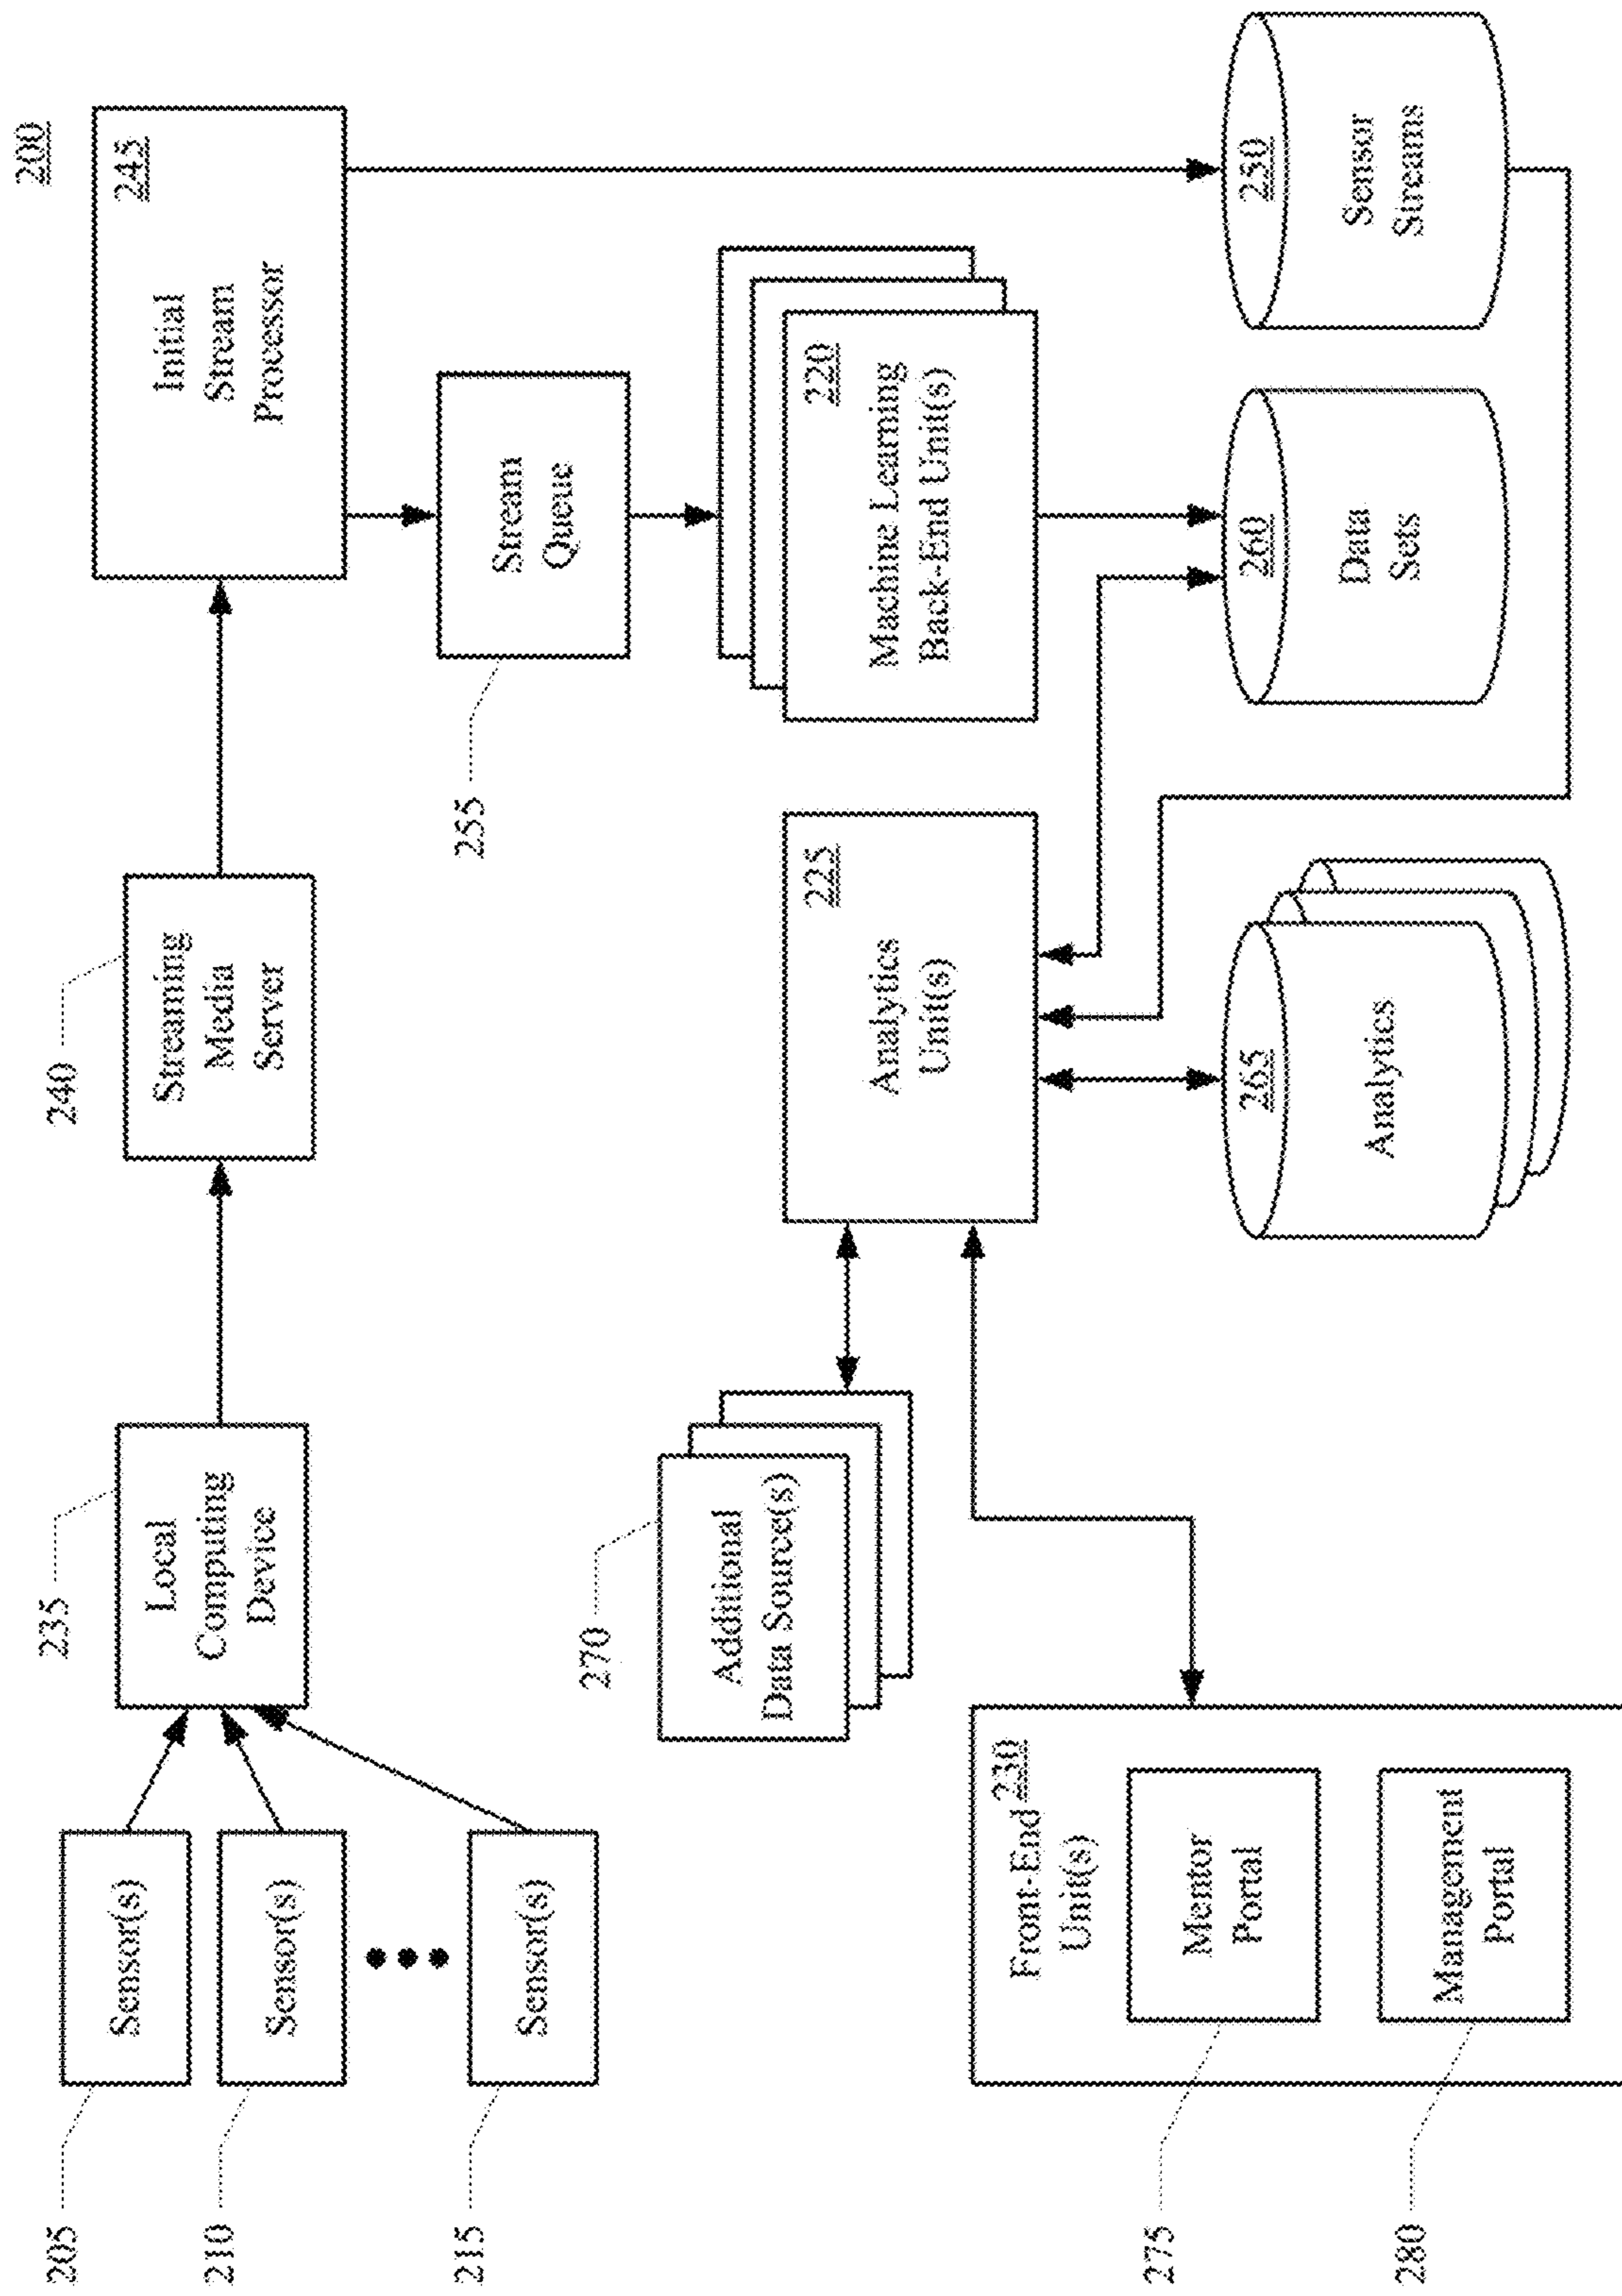 200
205
Sensor(s)
210
Sensor(s)
215
Sensor(s)
235
Local
Computing
Device
240
Streaming
Media
Server
245
Initial
Stream
Processor
255
Stream
Queue
220
Machine Learning
Back-End Unit(s)
270
Additional
Data Source(s)
225
Analytics
Unit(s)
230
Front-End
Unit(s)
275
Mentor
Portal
280
Management
Portal
265
Analytics
260
Data
Sets
250
Sensor
Streams